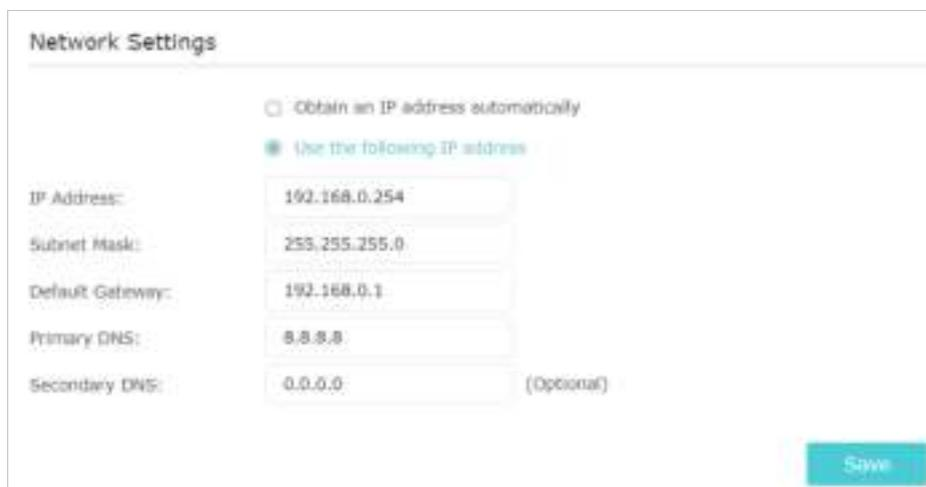 Network Settings
Obtain an IP address automatically
Use the following IP address
IP Address: 192.168.0.254
Subnet Mask: 255.255.255.0
Default Gateway: 192.168.0.1
Primary DNS: 8.8.8.8
Secondary DNS: 0.0.0.0 (Optional)
Save